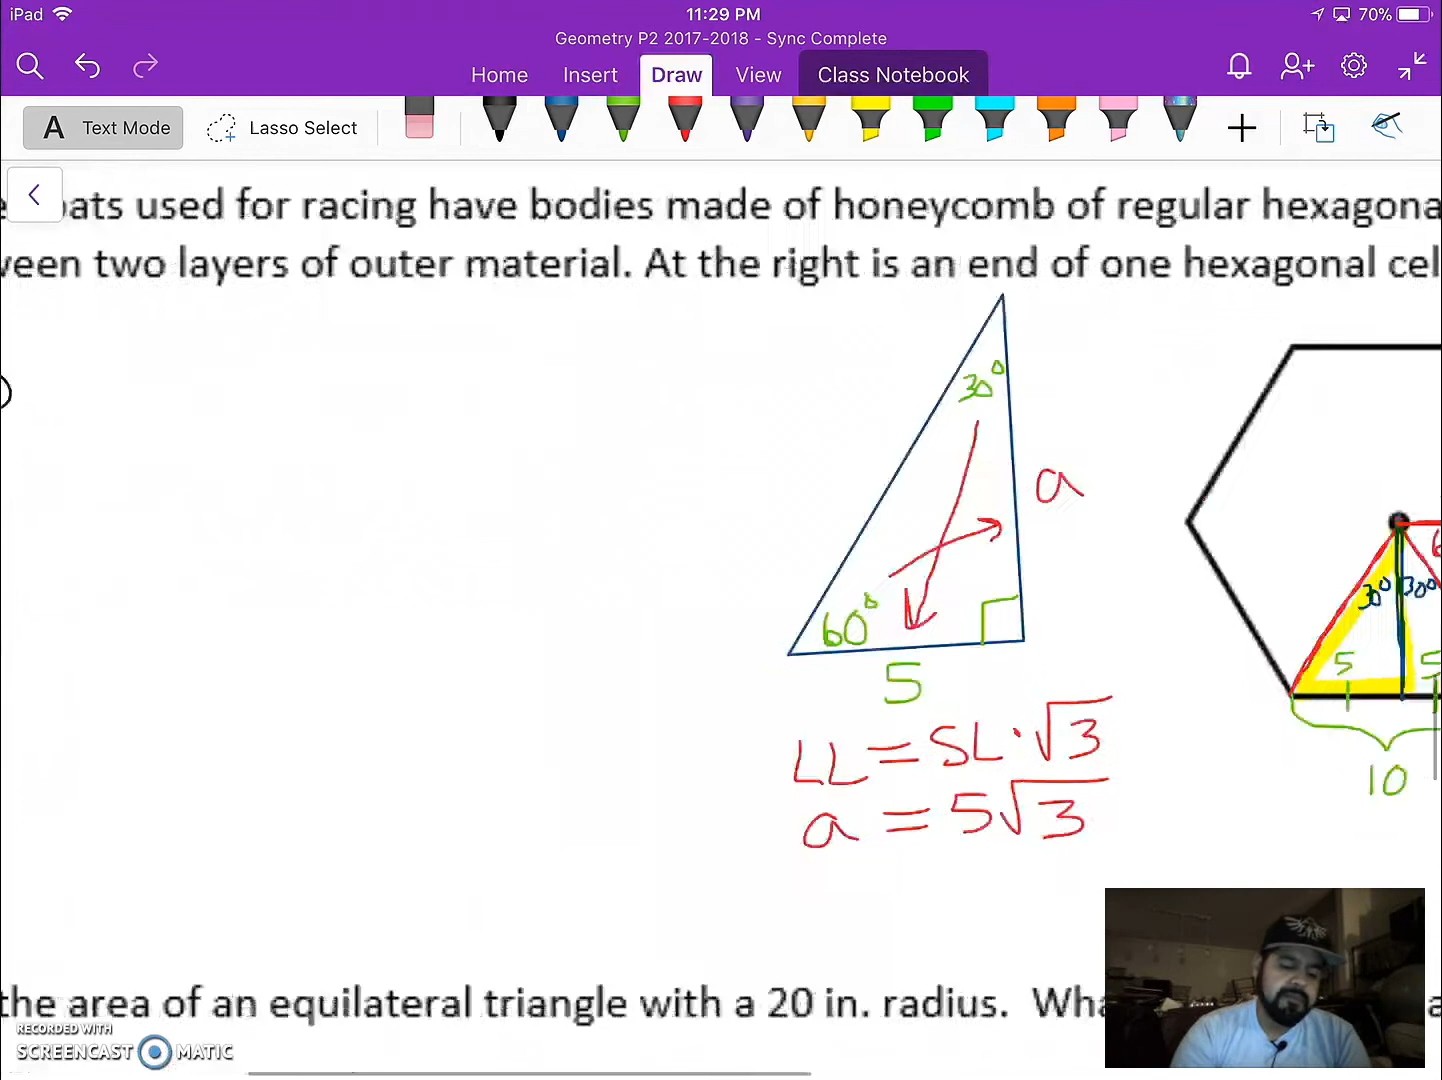 iPad 11:29 PM 70%
Geometry P2 2017-2018 - Sync Complete
Home Insert Draw View Class Notebook
A Text Mode Lasso Select
oats used for racing have bodies made of honeycomb of regular hexagona
ween two layers of outer material. At the right is an end of one hexagonal cel
30°
a
60°
5
LL = SL·√3
a = 5√3
30° 30°
5 5
10
the area of an equilateral triangle with a 20 in. radius. Wha
RECORDED WITH
SCREENCAST MATIC